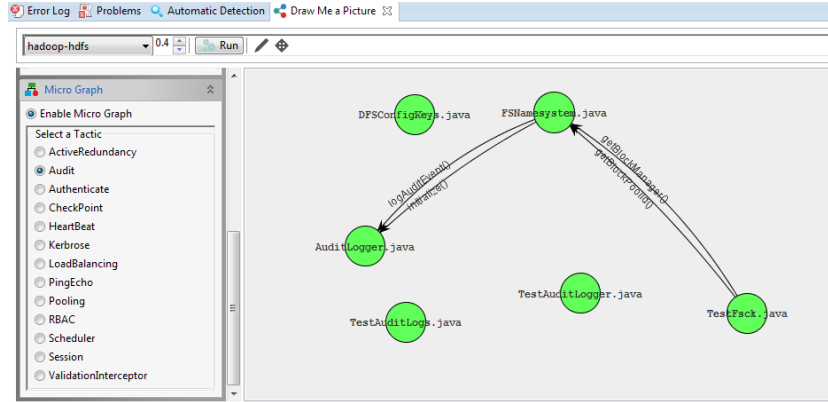 Error Log Problems Automatic Detection Draw Me a Picture
hadoop-hdfs 0.4 Run
Micro Graph
Enable Micro Graph
Select a Tactic
ActiveRedundancy
Audit
Authenticate
CheckPoint
HeartBeat
Kerbrose
LoadBalancing
PingEcho
Pooling
RBAC
Scheduler
Session
ValidationInterceptor
DFSConfigKeys.java
FSNamesystem.java
getBlockManager()
getBlockPoolId()
logAuditEvent()
initialize()
AuditLogger.java
TestAuditLogger.java
TestFsck.java
TestAuditLogs.java